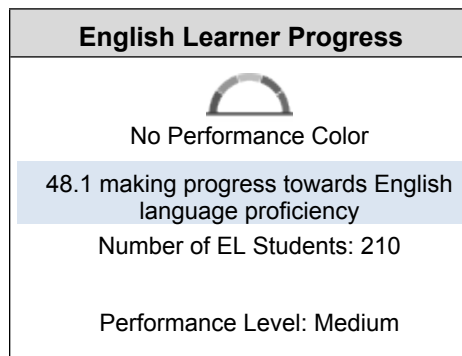 English Learner Progress
No Performance Color
48.1 making progress towards English
language proficiency
Number of EL Students: 210
Performance Level: Medium